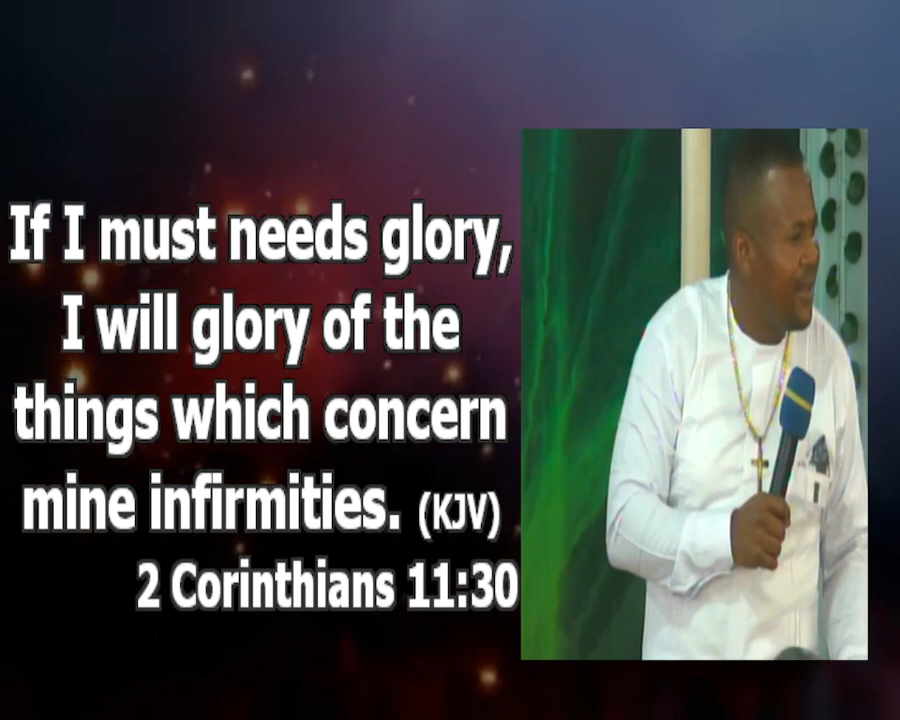 If I must needs glory,
I will glory of the
things which concern
mine infirmities. (KJV)
2 Corinthians 11:30